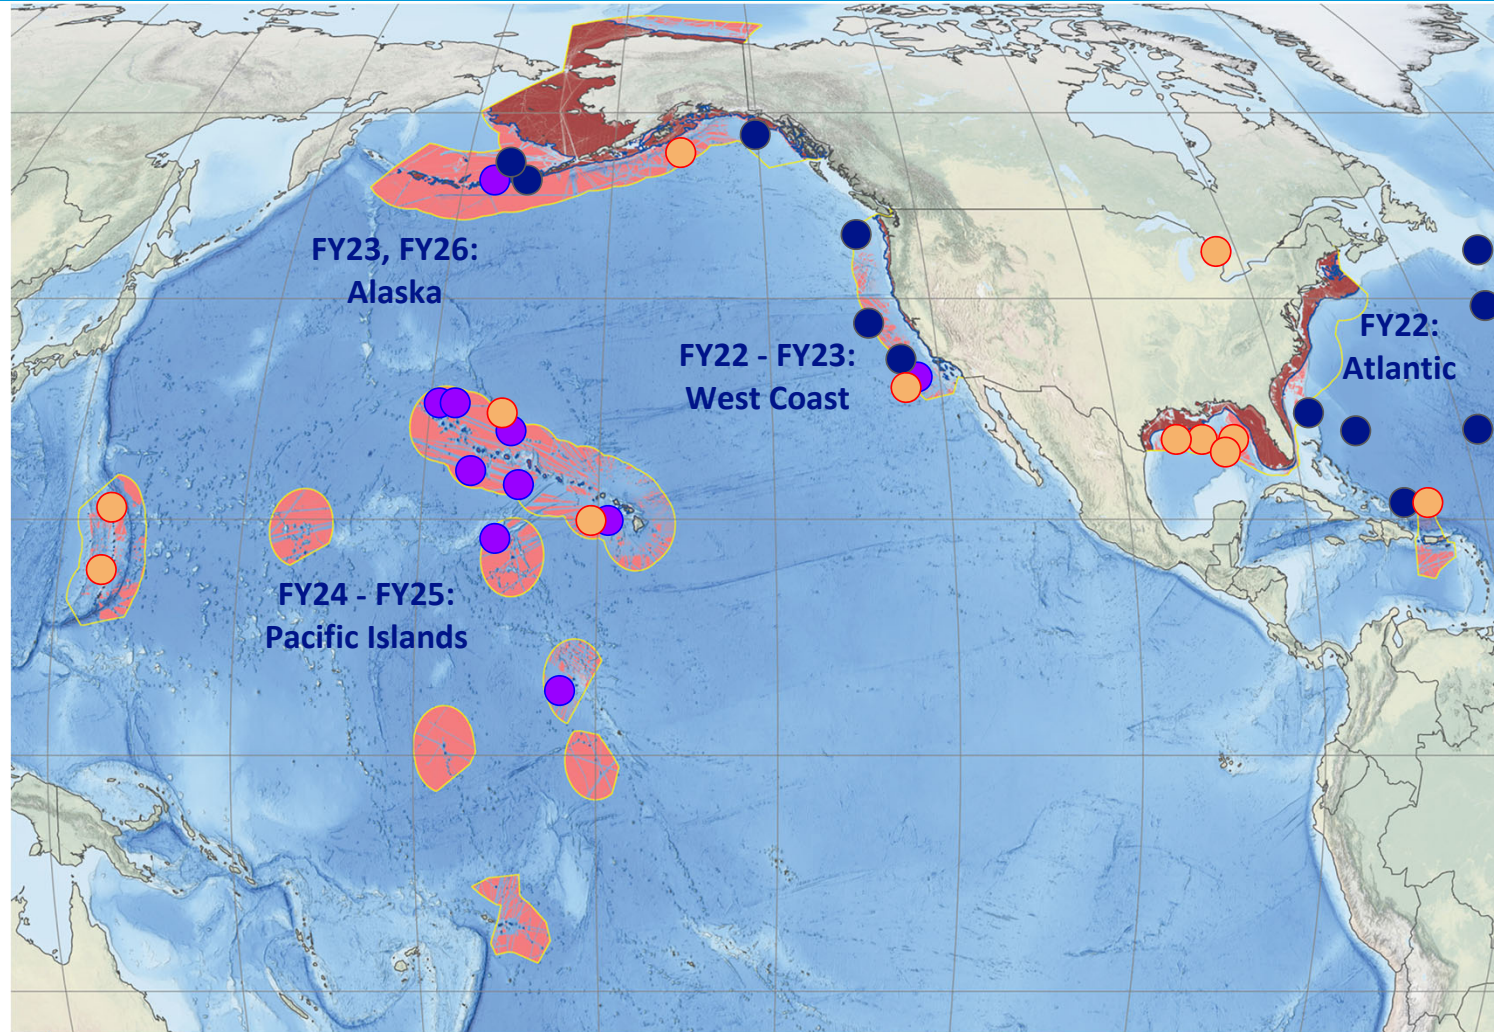 FY23, FY26:
Alaska
FY22 - FY23:
West Coast
FY22:
Atlantic
FY24 - FY25:
Pacific Islands